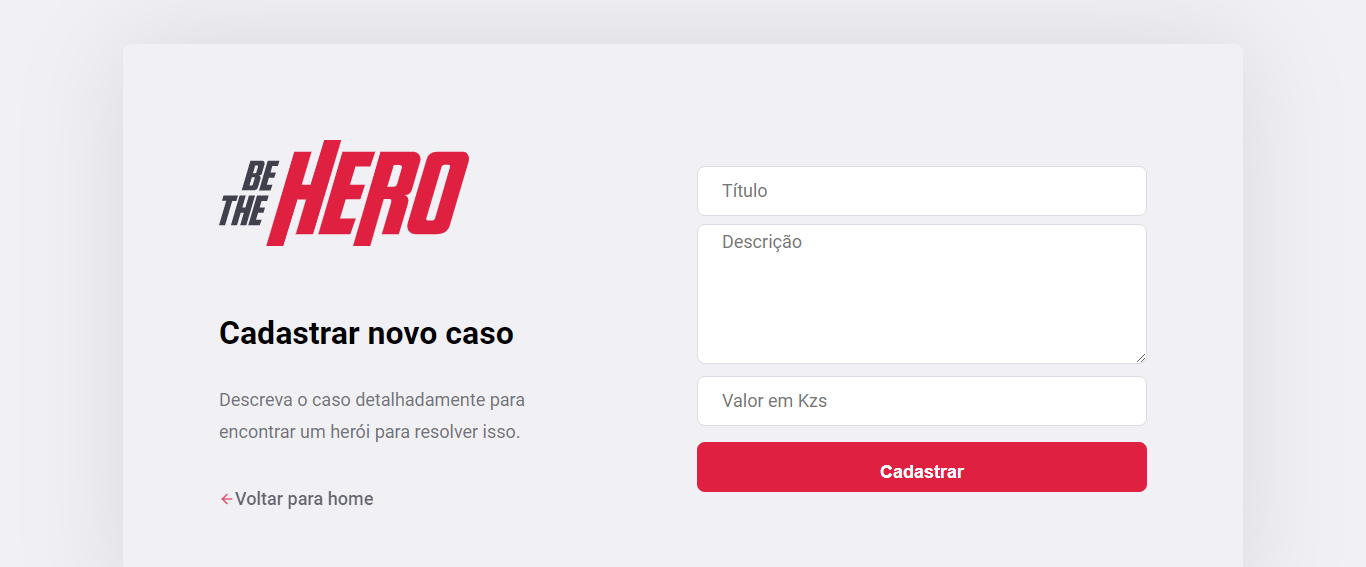 BE
THE
HERO
Cadastrar novo caso
Descreva o caso detalhadamente para
encontrar um herói para resolver isso.
Voltar para home
Título
Descrição
Valor em Kzs
Cadastrar